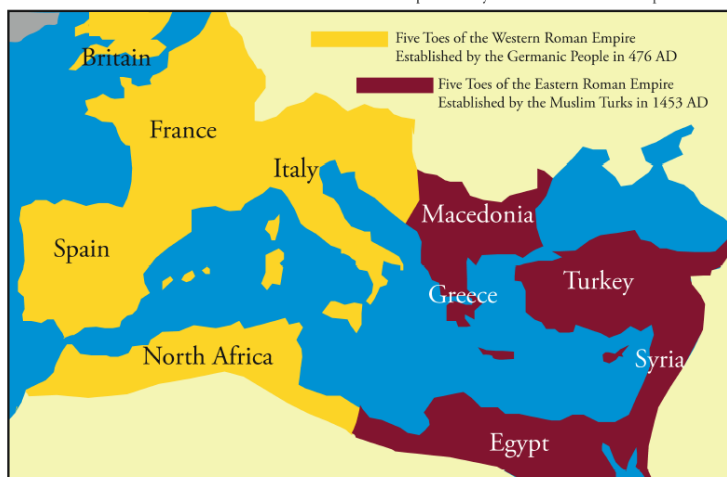 Five Toes of the Western Roman Empire
Established by the Germanic People in 476 AD
Five Toes of the Eastern Roman Empire
Established by the Muslim Turks in 1453 AD
Britain
France
Italy
Macedonia
Spain
Turkey
Greece
North Africa
Syria
Egypt